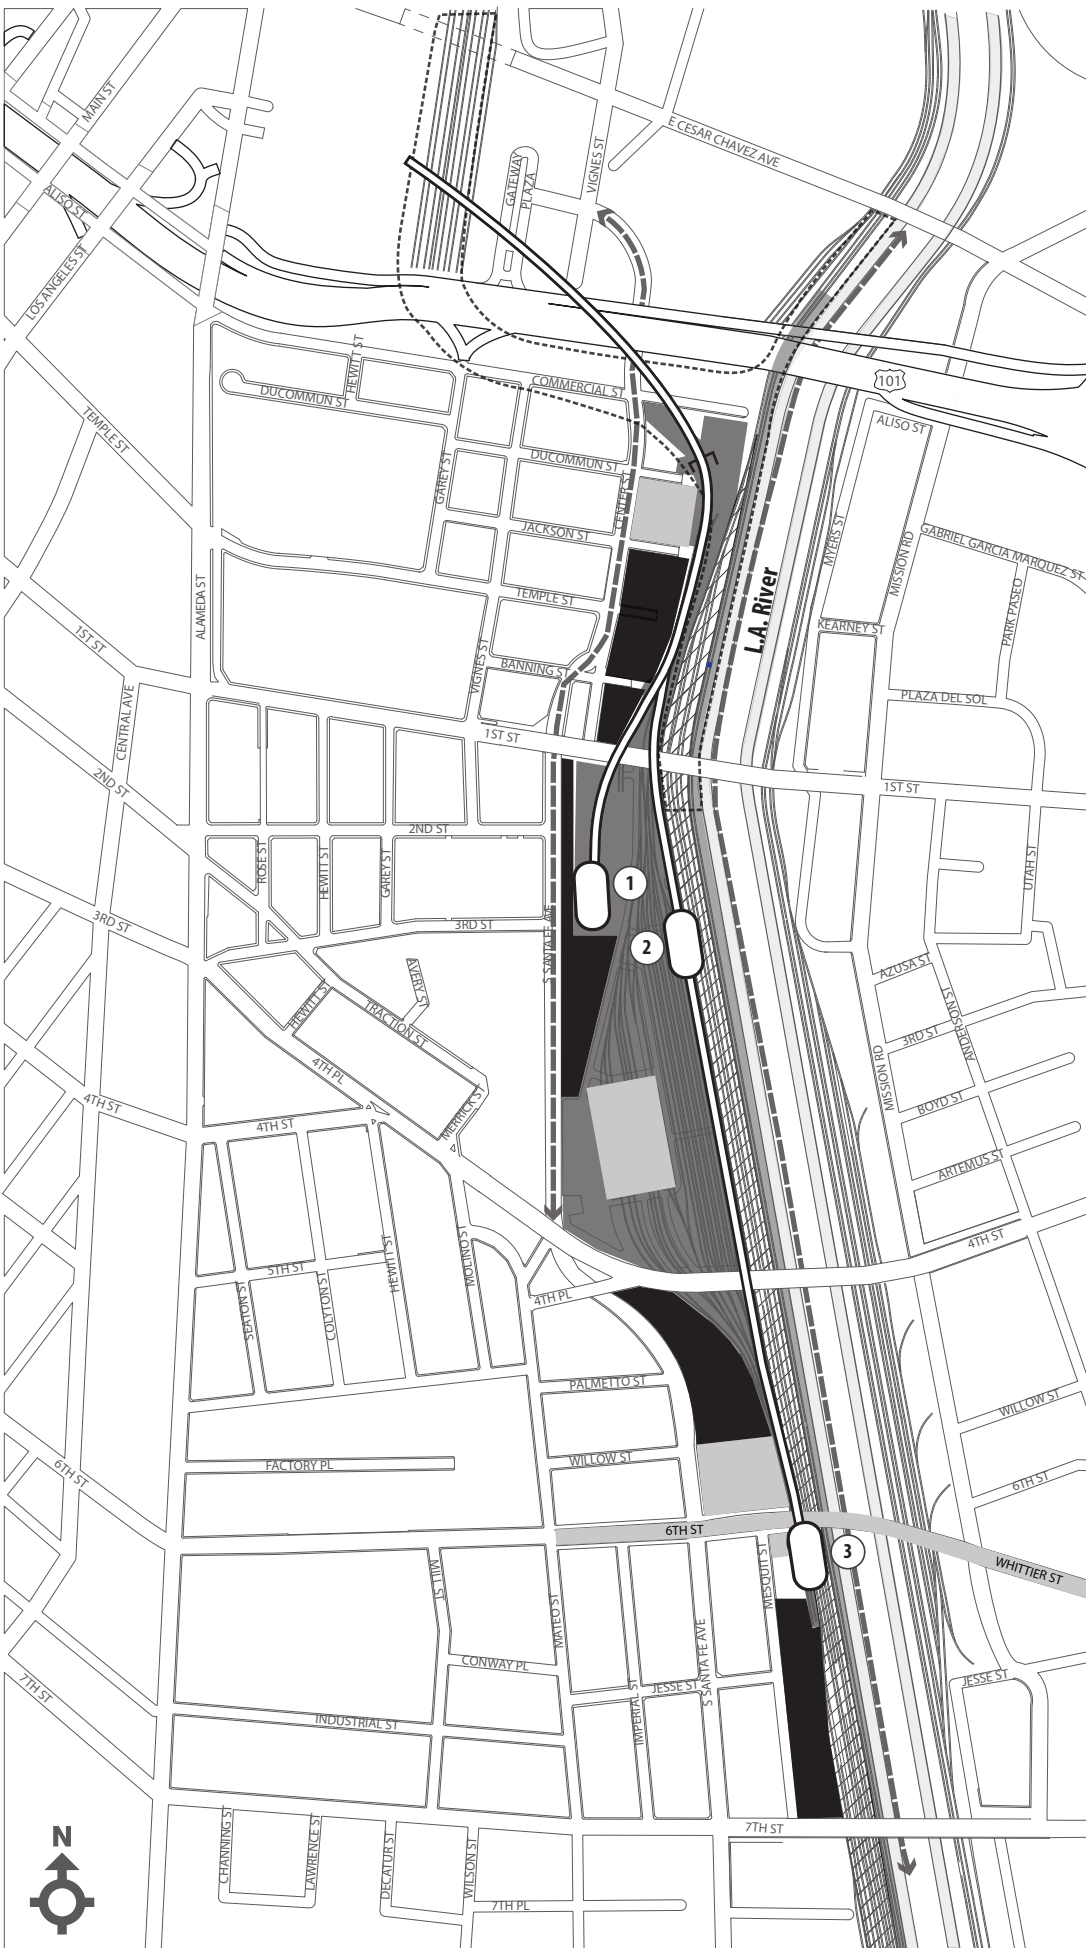 MAIN ST
E CESAR CHAVEZ AVE
VIGNES ST
GATEWAY
PLAZA
ALISO ST
LOS ANGELES ST
HEWITT ST
DUCOMMUN ST
COMMERCIAL ST
101
ALISO ST
TEMPLE ST
GAREY ST
DUCOMMUN ST
CENTER ST
JACKSON ST
MYERS ST
MISSION RD
GABRIEL GARCIA MARQUEZ ST
L.A. River
ALAMEDA ST
TEMPLE ST
PARK PASEO
KEARNEY ST
1ST ST
VIGNES ST
BANNING ST
PLAZA DEL SOL
CENTRAL AVE
1ST ST
2ND ST
1ST ST
2ND ST
ROSE ST
HEWITT ST
GAREY ST
UTAH ST
1
3RD ST
3RD ST
S SANTA FE AVE
2
AVERY ST
AZUSA ST
HEWITT ST
TRACTION ST
ANDERSON ST
3RD ST
4TH PL
MISSION RD
4TH ST
MERRICK ST
BOYD ST
4TH ST
ARTEMUS ST
4TH ST
MOLINO ST
HEWITT ST
5TH ST
SEATON ST
COLYTON ST
4TH PL
PALMETTO ST
WILLOW ST
WILLOW ST
FACTORY PL
6TH ST
6TH ST
6TH ST
3
WHITTIER ST
MILL ST
MESQUIT ST
MATEO ST
S SANTA FE AVE
CONWAY PL
JESSE ST
JESSE ST
7TH ST
IMPERIAL ST
INDUSTRIAL ST
7TH ST
N
CHANNING ST
LAWRENCE ST
DECATUR ST
WILSON ST
7TH PL